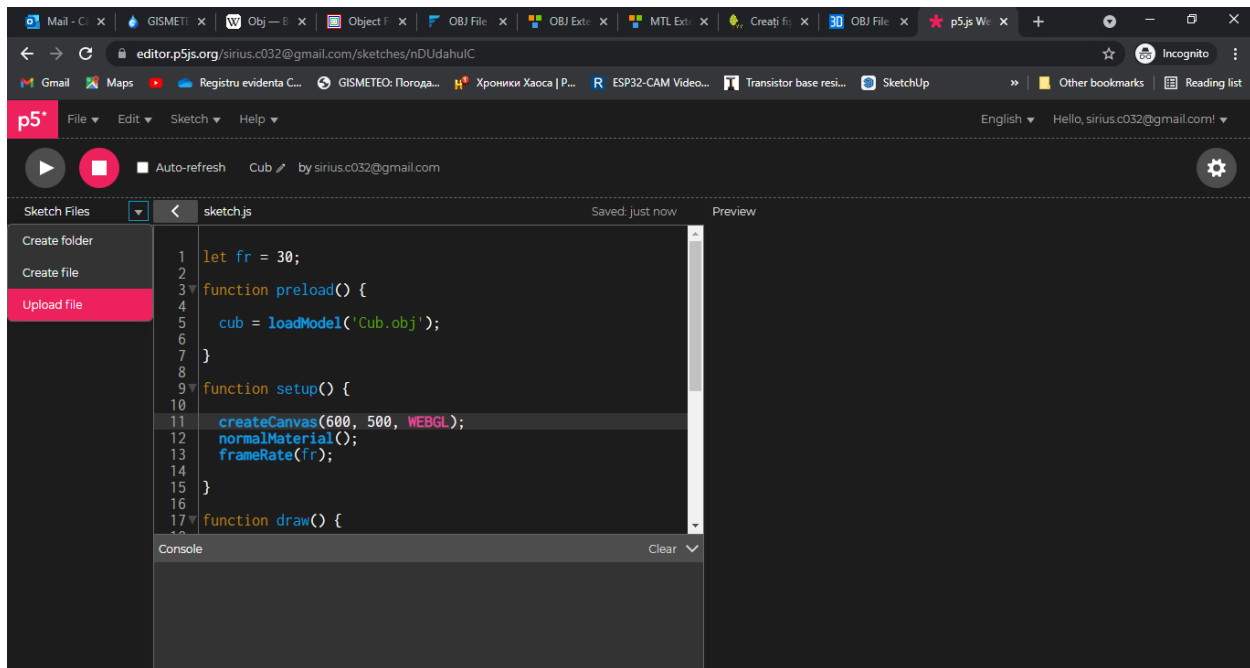 Mail - Ca
GISMETE
Obj — В
Object Fi
OBJ File
OBJ Exte
MTL Exte
Creați fiș
OBJ File
p5.js We
editor.p5js.org/sirius.c032@gmail.com/sketches/nDUdahuIC
Incognito
Gmail
Maps
Registru evidenta C...
GISMETEO: Погода...
Хроники Хаоса | Р...
ESP32-CAM Video...
Transistor base resi...
SketchUp
»
Other bookmarks
Reading list
p5*
File
Edit
Sketch
Help
English
Hello, sirius.c032@gmail.com!
Auto-refresh
Cub
by sirius.c032@gmail.com
Sketch Files
sketch.js
Saved: just now
Preview
Create folder
Create file
Upload file
1 let fr = 30;
2
3 function preload() {
4
5 cub = loadModel('Cub.obj');
6
7 }
8
9 function setup() {
10
11 createCanvas(600, 500, WEBGL);
12 normalMaterial();
13 frameRate(fr);
14
15 }
16
17 function draw() {
Console
Clear